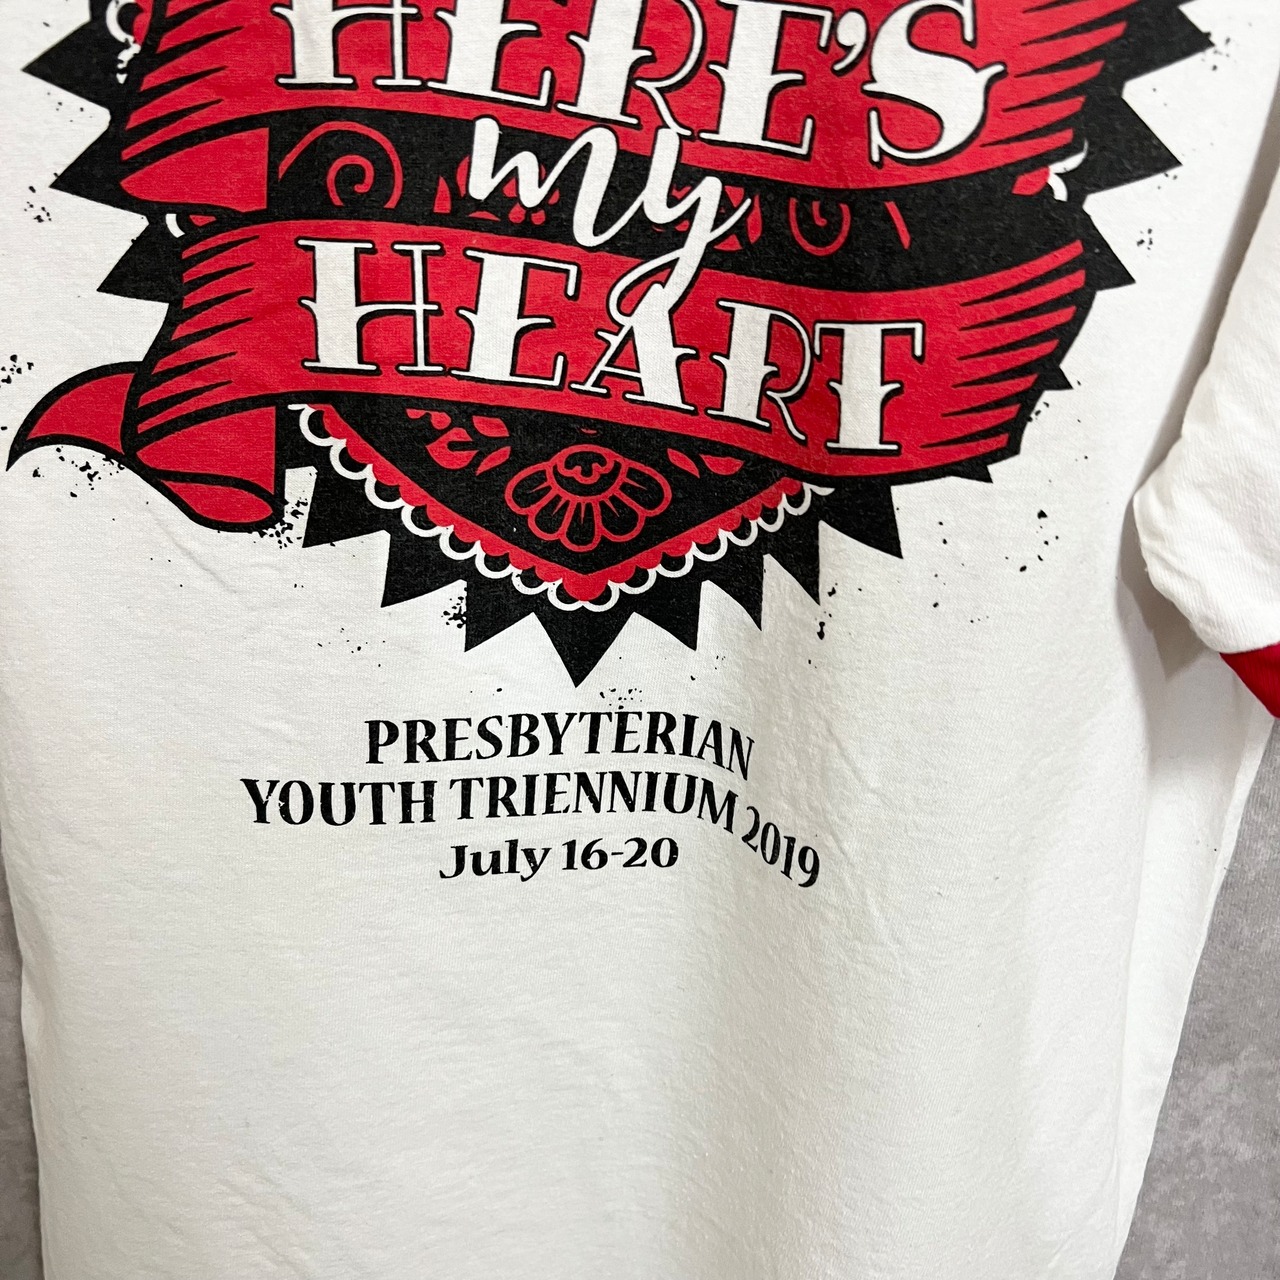 HERE'S
my
HEART
PRESBYTERIAN
YOUTH TRIENNIUM 2019
July 16-20